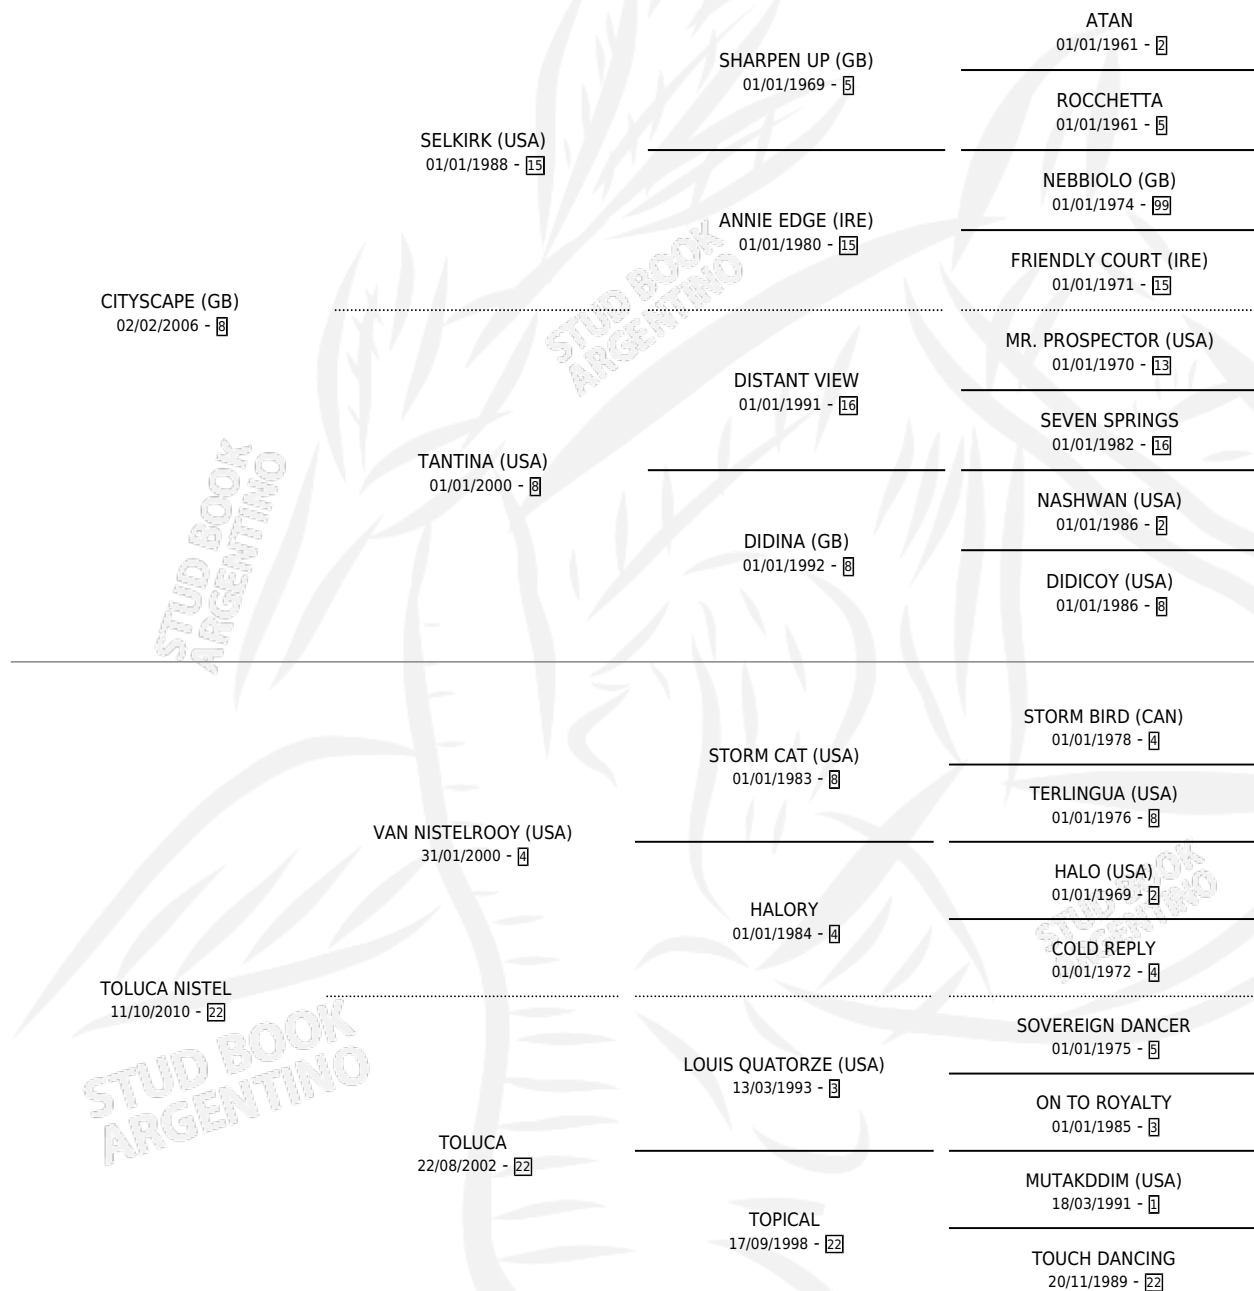 ATAN
01/01/1961 - 2
SHARPEN UP (GB)
01/01/1969 - 5
ROCCHETTA
01/01/1961 - 5
SELKIRK (USA)
01/01/1988 - 15
NEBBIOLO (GB)
01/01/1974 - 99
ANNIE EDGE (IRE)
01/01/1980 - 15
FRIENDLY COURT (IRE)
01/01/1971 - 15
CITYSCAPE (GB)
02/02/2006 - 8
STUD BOOK
ARGENTINO
MR. PROSPECTOR (USA)
01/01/1970 - 13
DISTANT VIEW
01/01/1991 - 16
SEVEN SPRINGS
01/01/1982 - 16
TANTINA (USA)
01/01/2000 - 8
STUD BOOK
ARGENTINO
NASHWAN (USA)
01/01/1986 - 2
DIDINA (GB)
01/01/1992 - 8
DIDICOY (USA)
01/01/1986 - 8
STORM BIRD (CAN)
01/01/1978 - 4
STORM CAT (USA)
01/01/1983 - 8
TERLINGUA (USA)
01/01/1976 - 8
VAN NISTELROOY (USA)
31/01/2000 - 4
HALO (USA)
01/01/1969 - 2
STUD BOOK
ARGENTINO
HALORY
01/01/1984 - 4
COLD REPLY
01/01/1972 - 4
TOLUCA NISTEL
11/10/2010 - 22
STUD BOOK
ARGENTINO
SOVEREIGN DANCER
01/01/1975 - 5
LOUIS QUATORZE (USA)
13/03/1993 - 3
ON TO ROYALTY
01/01/1985 - 3
TOLUCA
22/08/2002 - 22
MUTAKDDIM (USA)
18/03/1991 - 1
TOPICAL
17/09/1998 - 22
TOUCH DANCING
20/11/1989 - 22